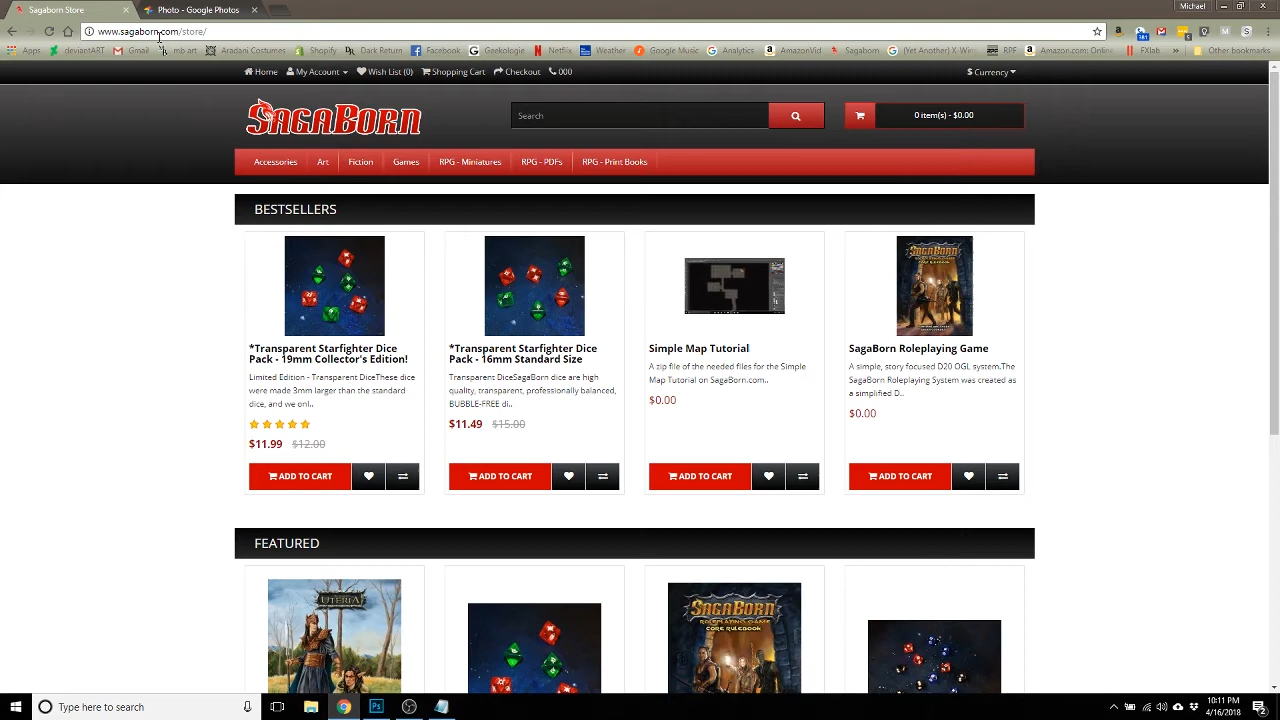 Sagaborn Store
Photo - Google Photos
Michael
www.sagaborn.com/store/
Apps
deviantART
Gmail
mb art
Aradani Costumes
Shopify
Dark Return
Facebook
Geekologie
Netflix
Weather
Google Music
Analytics
AmazonVid
Sagaborn
(Yet Another) X-Win
RPF
Amazon.com: Onlin
FXlab
»
Other bookmarks
Home
My Account
Wish List (0)
Shopping Cart
Checkout
000
$ Currency
SAGABORN
Search
0 item(s) - $0.00
Accessories
Art
Fiction
Games
RPG - Miniatures
RPG - PDFs
RPG - Print Books
BESTSELLERS
*Transparent Starfighter Dice
Pack - 19mm Collector's Edition!
Limited Edition - Transparent DiceThese dice
were made 3mm larger than the standard
dice, and we onl..
$11.99 $12.00
ADD TO CART
*Transparent Starfighter Dice
Pack - 16mm Standard Size
Transparent DiceSagaBorn dice are high
quality, transparent, professionally balanced,
BUBBLE-FREE di..
$11.49 $15.00
ADD TO CART
Simple Map Tutorial
A zip file of the needed files for the Simple
Map Tutorial on SagaBorn.com..
$0.00
ADD TO CART
SAGABORN
SagaBorn Roleplaying Game
A simple, story focused D20 OGL system.The
SagaBorn Roleplaying System was created as
a simplified D..
$0.00
ADD TO CART
FEATURED
UTERIA
SAGABORN
ROLEPLAYING GAME
CORE RULEBOOK
Type here to search
10:11 PM
4/16/2018